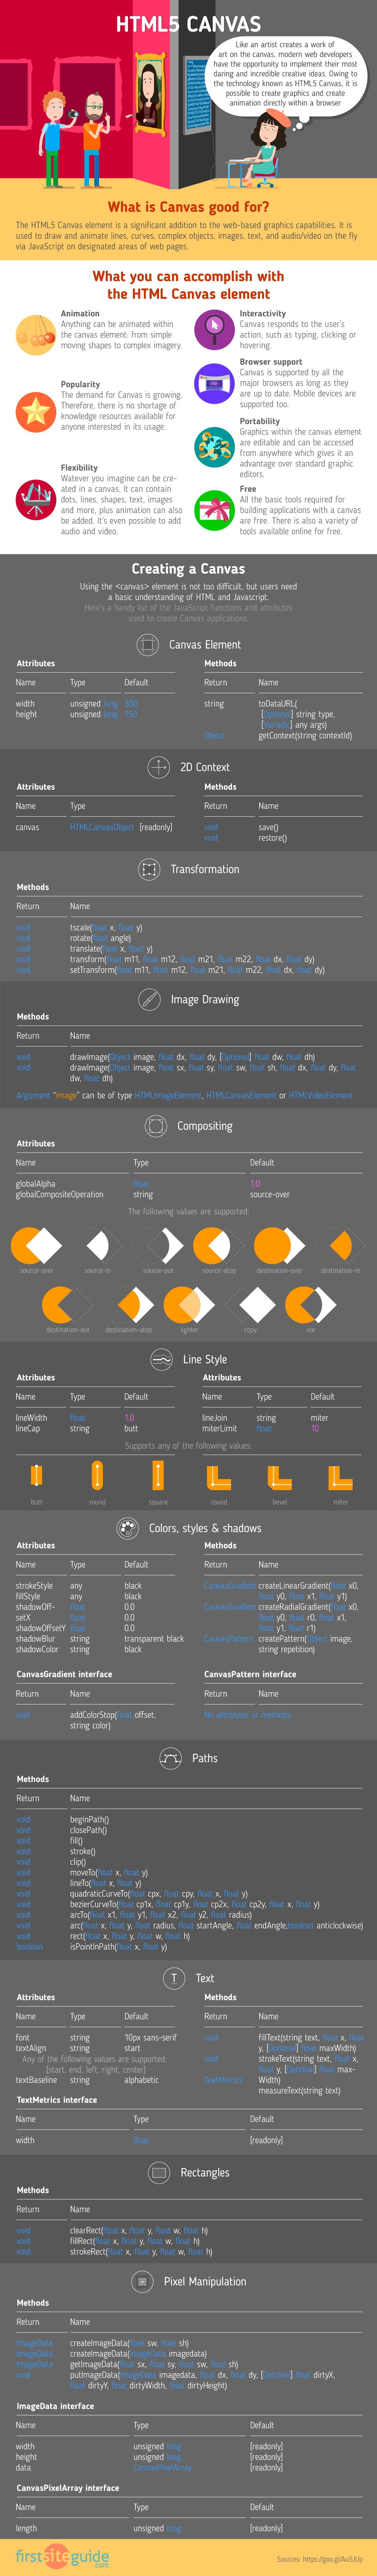 HTML5 CANVAS
Like an artist creates a work of
art on the canvas, modern web developers
have the opportunity to implement their most
daring and incredible creative ideas. Owing to
the technology known as HTML5 Canvas, it is
possible to create graphics and create
animation directly within a browser
What is Canvas good for?
The HTML5 Canvas element is a significant addition to the web-based graphics capabilities. It is
used to draw and animate lines, curves, complex objects, images, text, and audio/video on the fly
via JavaScript on designated areas of web pages.
What you can accomplish with
the HTML Canvas element
Animation
Anything can be animated within
the canvas element: from simple
moving shapes to complex imagery.
Popularity
The demand for Canvas is growing.
Therefore, there is no shortage of
knowledge resources available for
anyone interested in its usage.
Flexibility
Watever you imagine can be cre-
ated in a canvas. It can contain
dots, lines, shapes, text, images
and more, plus animation can also
be added. It's even possible to add
audio and video.
Interactivity
Canvas responds to the user's
action, such as typing, clicking or
hovering.
Browser support
Canvas is supported by all the
major browsers as long as they
are up to date. Mobile devices are
supported too.
Portability
Graphics within the canvas element
are editable and can be accessed
from anywhere which gives it an
advantage over standard graphic
editors.
Free
All the basic tools required for
building applications with a canvas
are free. There is also a variety of
tools available online for free.
Creating a Canvas
Using the <canvas> element is not too difficult, but users need
a basic understanding of HTML and Javascript.
Here's a handy list of the JavaScript functions and attributes
used to create Canvas applications.
Canvas Element
Attributes
Name Type Default
width unsigned long 300
height unsigned long 150
Methods
Return Name
string toDataURL(
[Optional] string type,
[Variadic] any args)
Object getContext(string contextId)
2D Context
Attributes
Name Type
canvas HTMLCanvasObject [readonly]
Methods
Return Name
void save()
void restore()
Transformation
Methods
Return Name
void tscale(float x, float y)
void rotate(float angle)
void translate(float x, float y)
void transform(float m11, float m12, float m21, float m22, float dx, float dy)
void setTransform(float m11, float m12, float m21, float m22, float dx, float dy)
Image Drawing
Methods
Return Name
void drawImage(Object image, float dx, float dy, [Optional] float dw, float dh)
void drawImage(Object image, float sx, float sy, float sw, float sh, float dx, float dy, float
dw, float dh)
Argument "image" can be of type HTMLImageElement, HTMLCanvasElement or HTMLVideoElement
Compositing
Attributes
Name Type Default
globalAlpha float 1.0
globalCompositeOperation string source-over
The following values are supported:
source-over source-in source-out source-atop destination-over destination-in
destination-out destination-atop lighter copy xor
Line Style
Attributes
Name Type Default
lineWidth float 1.0
lineCap string butt
Attributes
Name Type Default
lineJoin string miter
miterLimit float 10
Supports any of the following values:
butt round square round bevel miter
Colors, styles & shadows
Attributes
Name Type Default
strokeStyle any black
fillStyle any black
shadowOff- float 0.0
setX float 0.0
shadowOffsetY float 0.0
shadowBlur string transparent black
shadowColor string black
Methods
Return Name
CanvasGradient createLinearGradient(float x0,
float y0, float x1, float y1)
CanvasGradient createRadialGradient(float x0,
float y0, float r0, float x1,
float y1, float r1)
CanvasPattern createPattern(Object image,
string repetition)
CanvasGradient interface
Return Name
void addColorStop(float offset,
string color)
CanvasPattern interface
Return Name
No attributes or methods.
Paths
Methods
Return Name
void beginPath()
void closePath()
void fill()
void stroke()
void clip()
void moveTo(float x, float y)
void lineTo(float x, float y)
void quadraticCurveTo(float cpx, float cpy, float x, float y)
void bezierCurveTo(float cp1x, float cp1y, float cp2x, float cp2y, float x, float y)
void arcTo(float x1, float y1, float x2, float y2, float radius)
void arc(float x, float y, float radius, float startAngle, float endAngle,boolean anticlockwise)
void rect(float x, float y, float w, float h)
boolean isPointInPath(float x, float y)
Text
Attributes
Name Type Default
font string 10px sans-serif
textAlign string start
Any of the following values are supported:
[start, end, left, right, center]
textBaseline string alphabetic
Methods
Return Name
void fillText(string text, float x, float
y, [Optional] float maxWidth)
void strokeText(string text, float x,
float y, [Optional] float max-
TextMetrics Width)
measureText(string text)
TextMetrics interface
Name Type Default
width float [readonly]
Rectangles
Methods
Return Name
void clearRect(float x, float y, float w, float h)
void fillRect(float x, float y, float w, float h)
void strokeRect(float x, float y, float w, float h)
Pixel Manipulation
Methods
Return Name
ImageData createImageData(float sw, float sh)
ImageData createImageData(ImageData imagedata)
ImageData getImageData(float sx, float sy, float sw, float sh)
void putImageData(ImageData imagedata, float dx, float dy, [Optional] float dirtyX,
float dirtyY, float dirtyWidth, float dirtyHeight)
ImageData interface
Name Type Default
width unsigned long [readonly]
height unsigned long [readonly]
data CanvasPixelArray [readonly]
CanvasPixelArray interface
Name Type Default
length unsigned long [readonly]
firstsiteguide
.com
Sources: